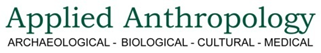 Applied Anthropology
ARCHAEOLOGICAL - BIOLOGICAL - CULTURAL - MEDICAL